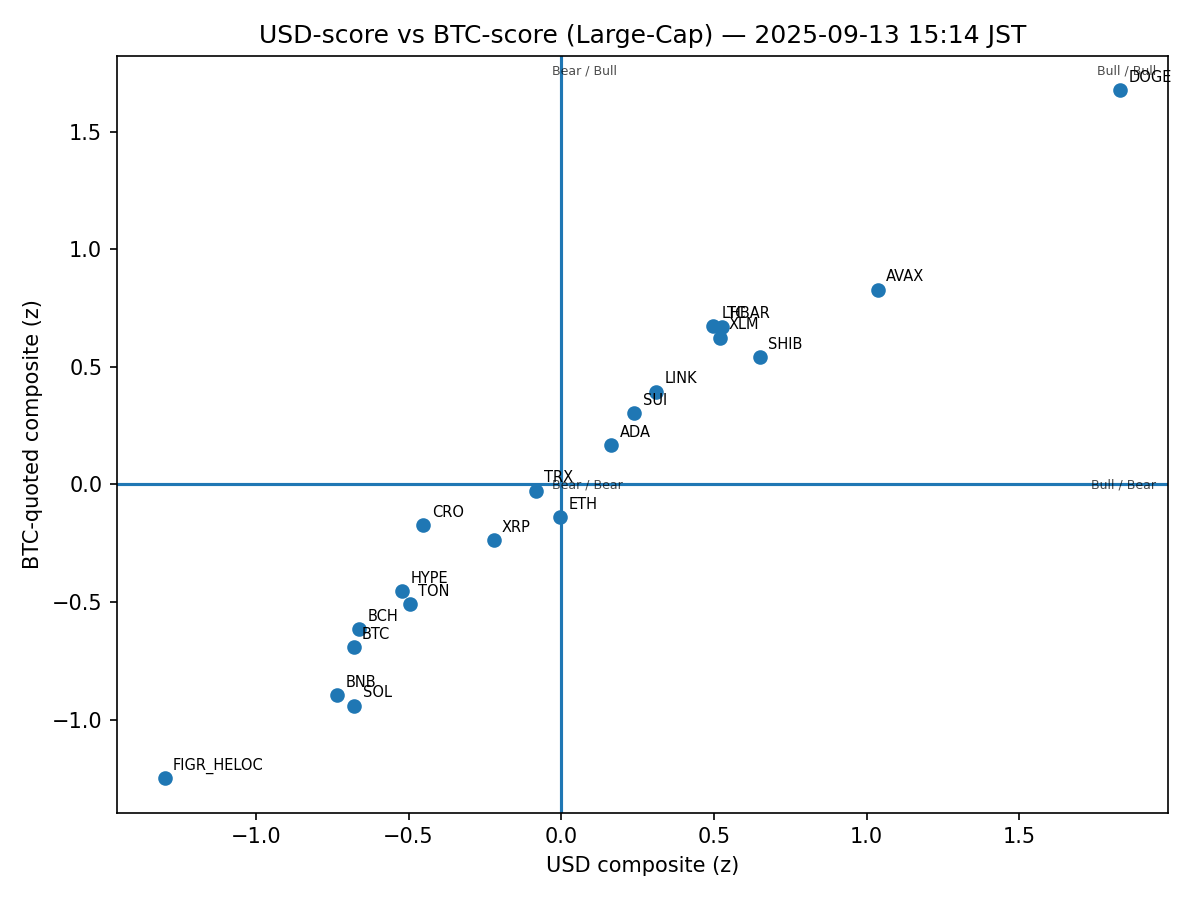 USD-score vs BTC-score (Large-Cap) — 2025-09-13 15:14 JST
Bear / Bull
Bull / Bull
DOGE
1.5
1.0
AVAX
LTC
HBAR
XLM
SHIB
0.5
LINK
SUI
ADA
TRX
0.0
Bear / Bear
Bull / Bear
ETH
CRO
XRP
HYPE
TON
−0.5
BCH
BTC
BNB
SOL
−1.0
FIGR_HELOC
BTC-quoted composite (z)
−1.0
−0.5
0.0
0.5
1.0
1.5
USD composite (z)